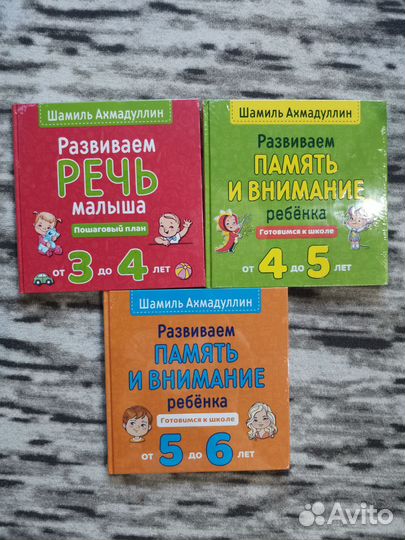 Шамиль Ахмадуллин
Развиваем
РЕЧЬ
малыша
Пошаговый план
от 3 до 4 лет
Шамиль Ахмадуллин
Развиваем
ПАМЯТЬ
И ВНИМАНИЕ
ребёнка
Готовимся к школе
от 4 до 5 лет
Шамиль Ахмадуллин
Развиваем
ПАМЯТЬ
И ВНИМАНИЕ
ребёнка
Готовимся к школе
от 5 до 6 лет
Avito